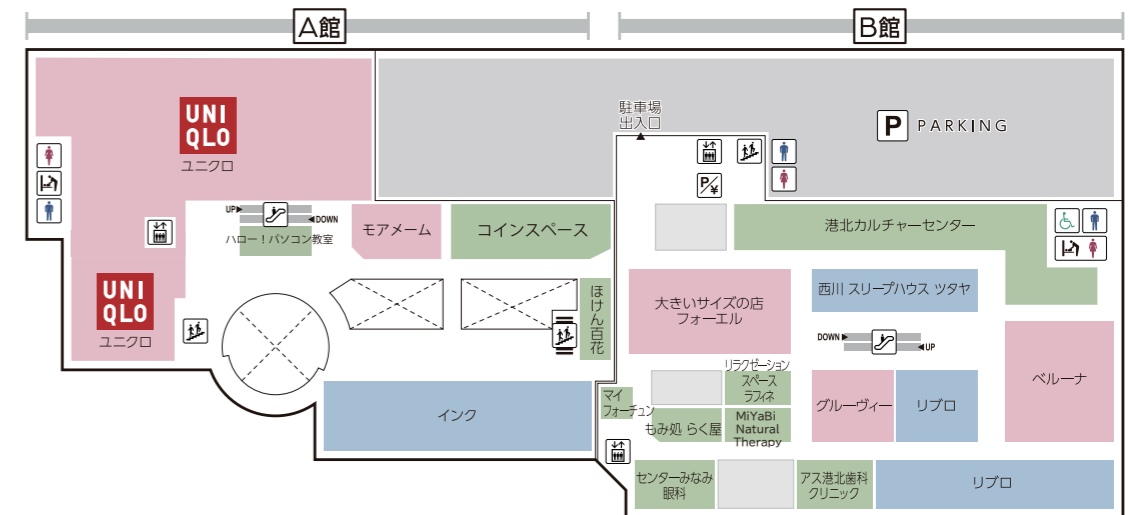 A館
B館
UNI
QLO
ユニクロ
駐車場
出入口
P PARKING
P/¥
UP
DOWN
ハロー!パソコン教室
モアメーム
コインスペース
港北カルチャーセンター
UNI
QLO
ユニクロ
ほけん百花
大きいサイズの店
フォーエル
西川 スリープハウス ツタヤ
DOWN
UP
リラクゼーション
スペース
ラフィネ
ベルーナ
インク
マイ
フォーチュン
もみ処 らく屋
MiYaBi
Natural
Therapy
グルーヴィー
リブロ
センターみなみ
眼科
アス港北歯科
クリニック
リブロ